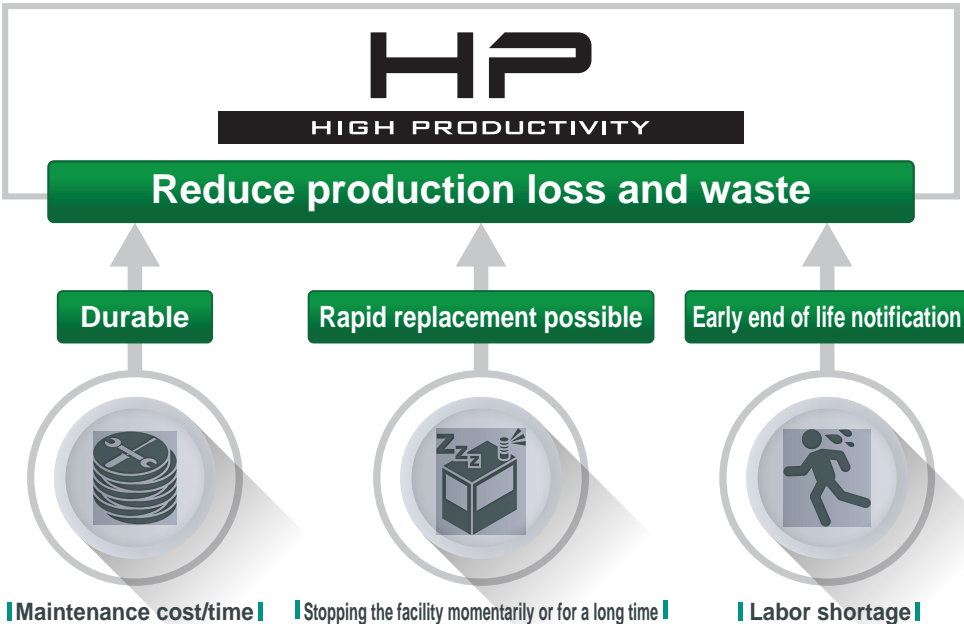 HP
HIGH PRODUCTIVITY
Reduce production loss and waste
Durable
Rapid replacement possible
Early end of life notification
ZZZ
Maintenance cost/time
Stopping the facility momentarily or for a long time
Labor shortage